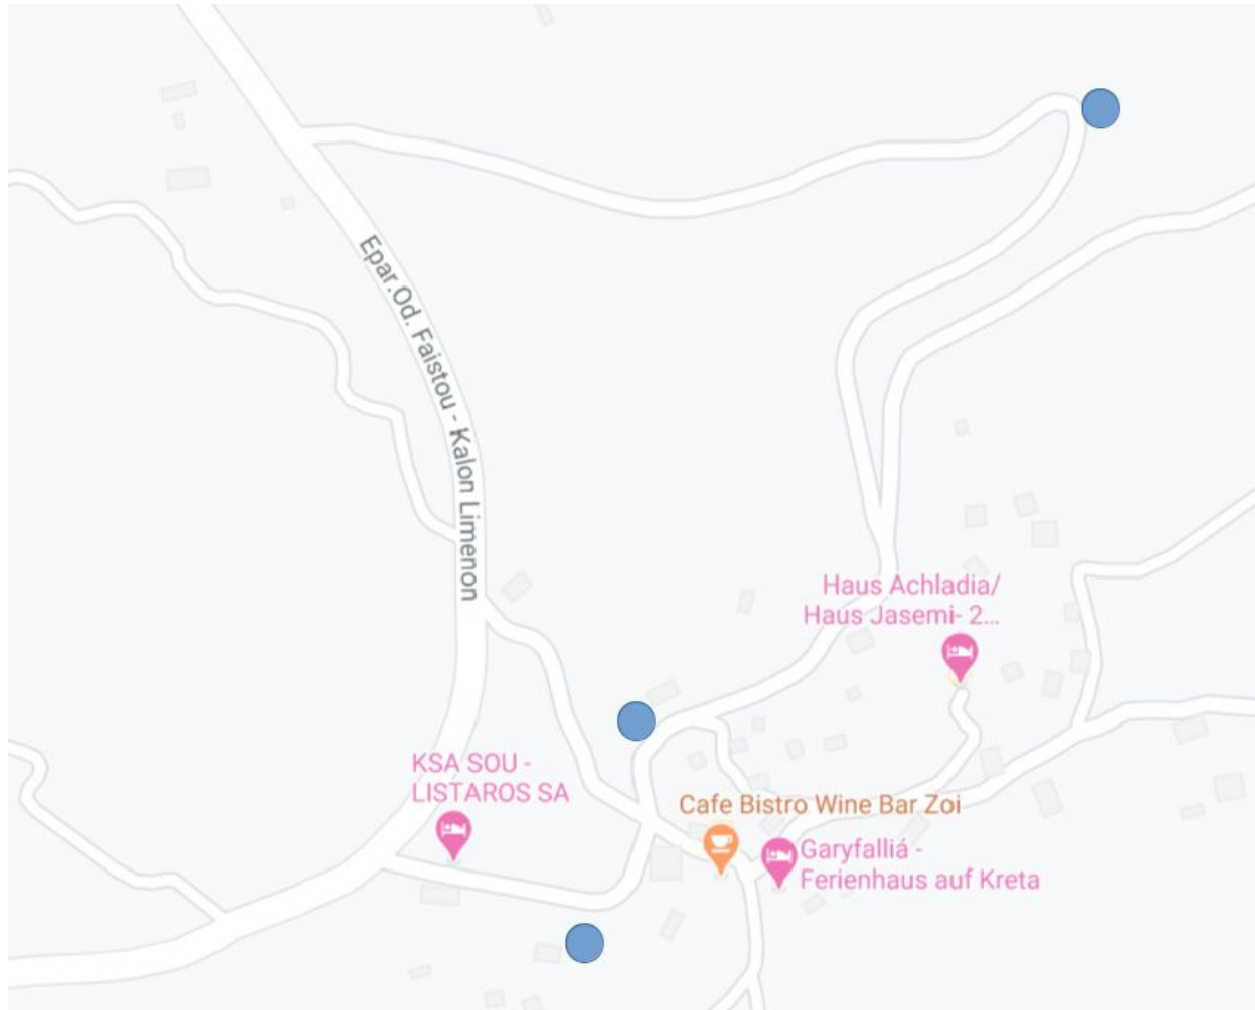 Epar.Od. Faistou - Kalon Limenon
Haus Achladia/
Haus Jasemi- 2...
KSA SOU -
LISTAROS SA
Cafe Bistro Wine Bar Zoi
Garyfalliá -
Ferienhaus auf Kreta